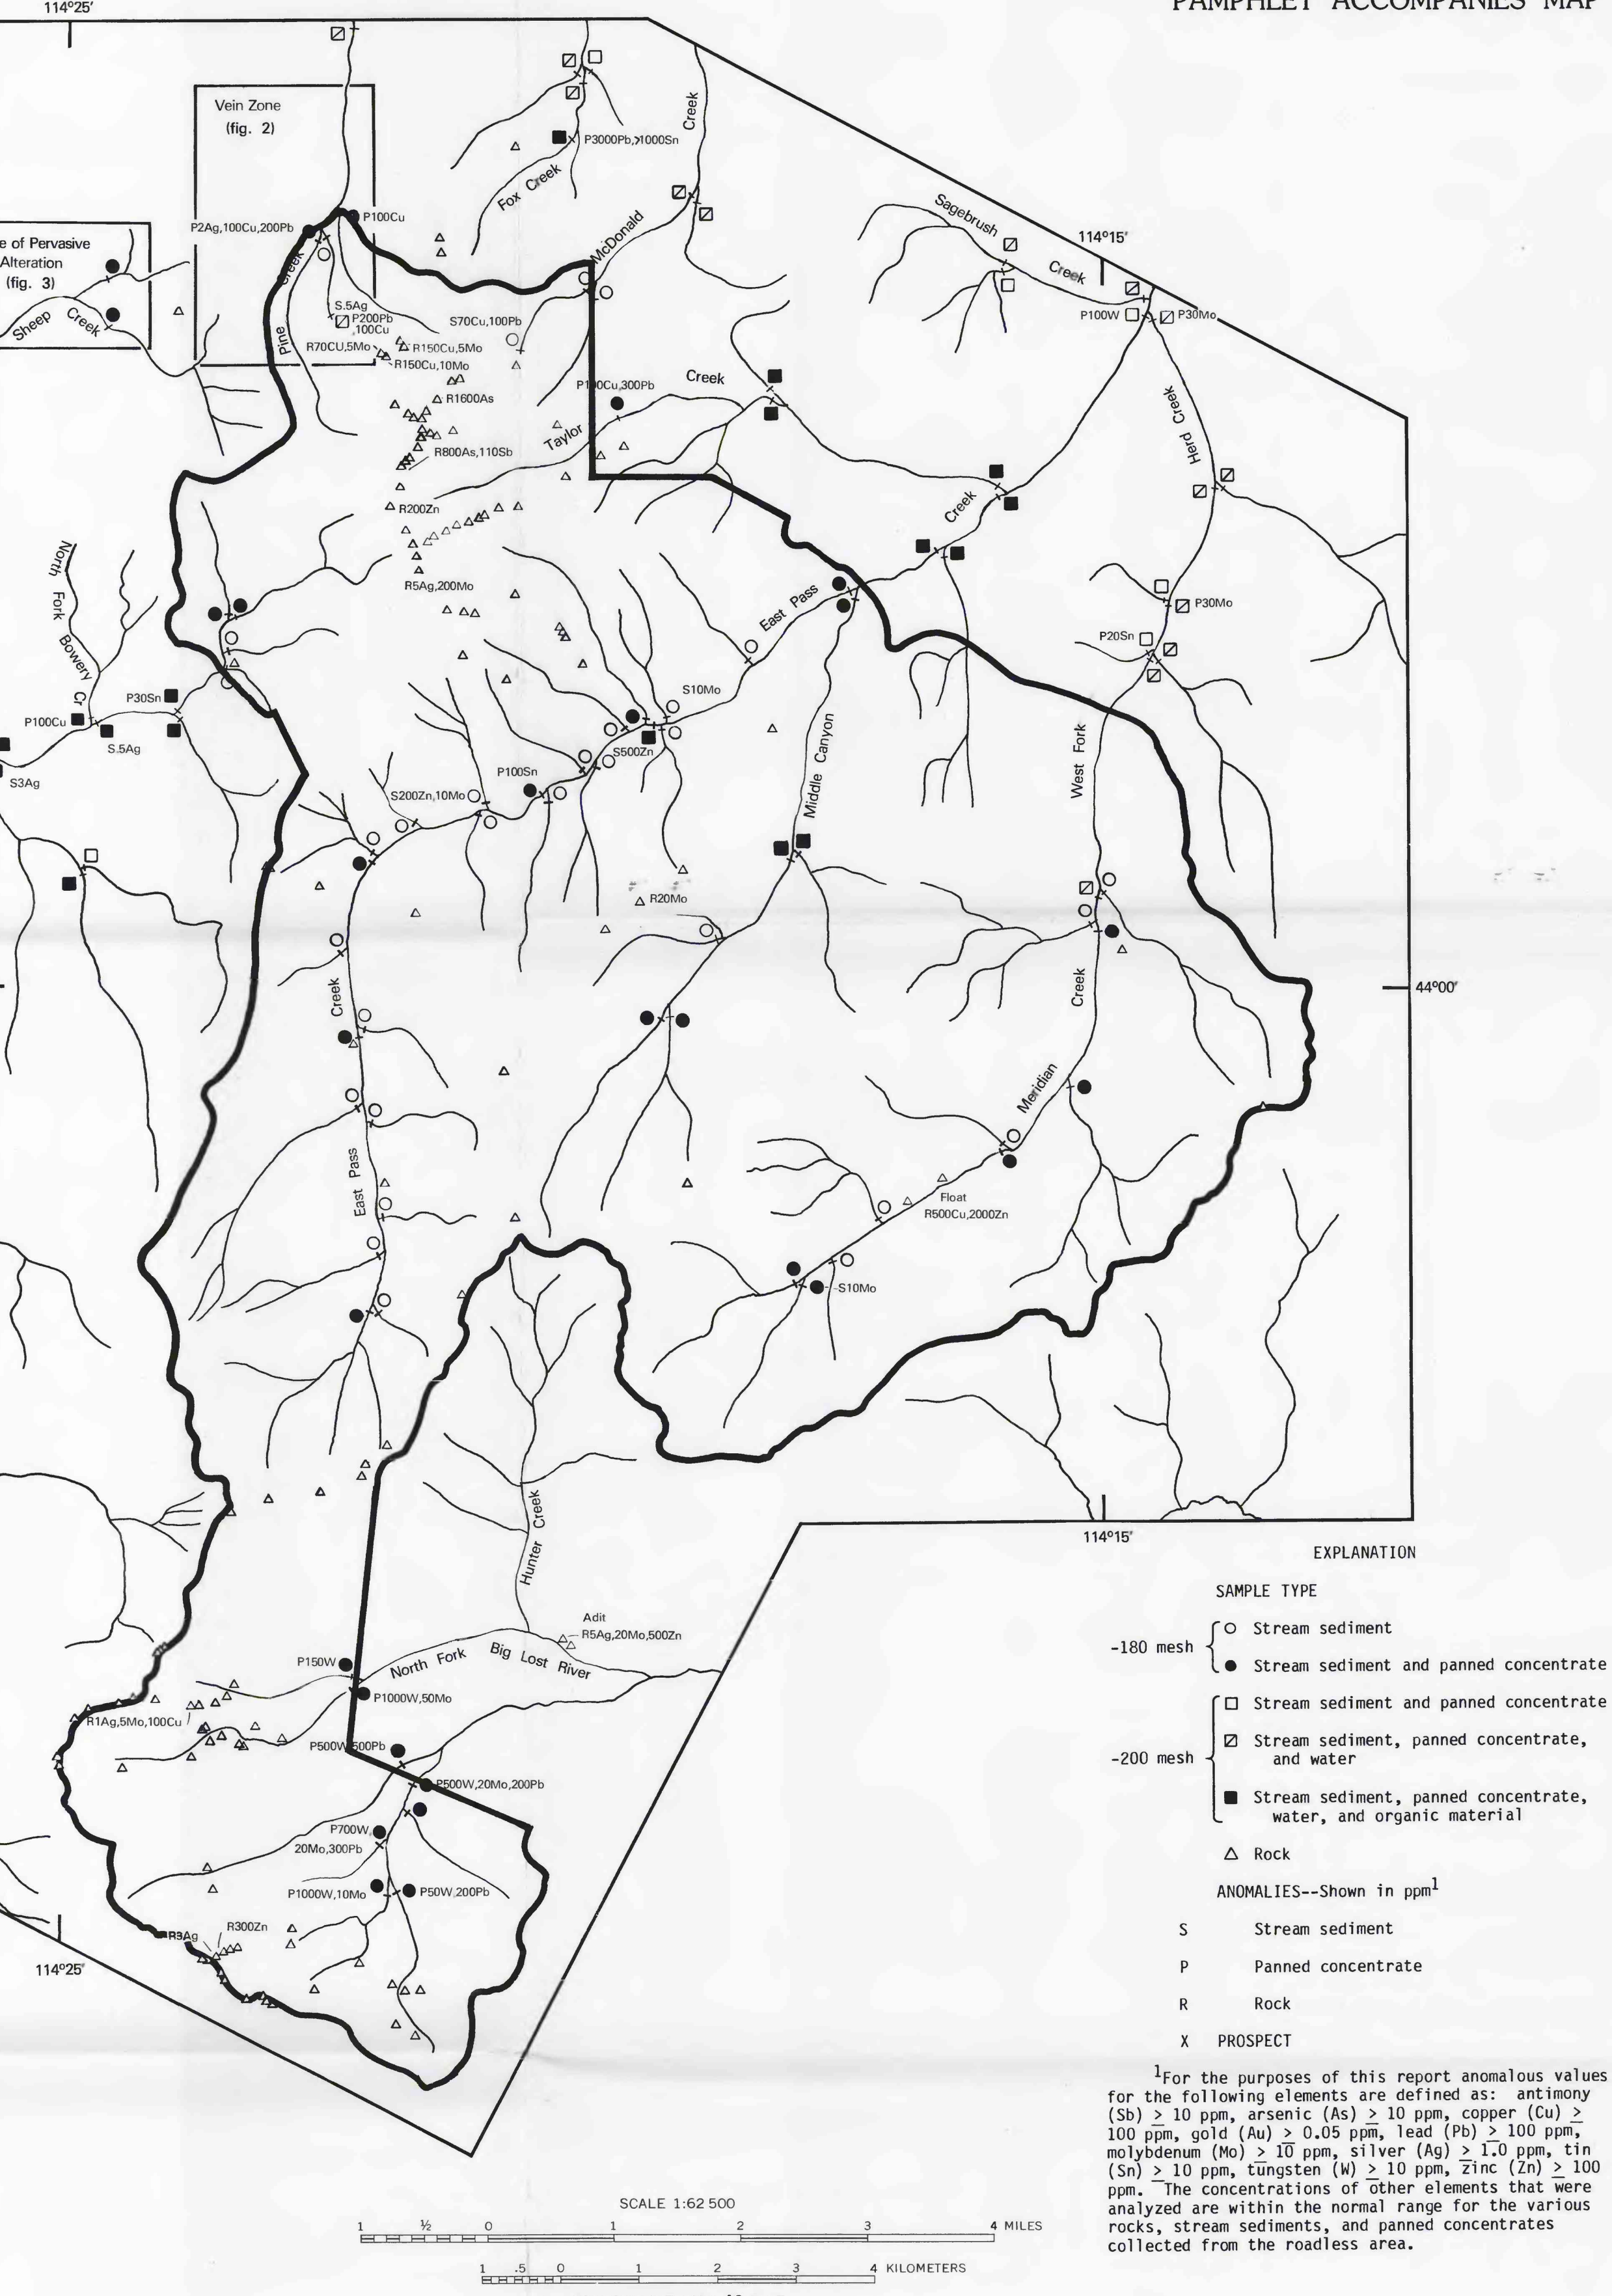 114°25′
PAMPHLET ACCOMPANIES MAP
Vein Zone
(fig. 2)
P3000Pb,>1000Sn
Creek
Fox Creek
McDonald
Sagebrush
Creek
114°15′
P100Cu
P2Ag,100Cu,200Pb
e of Pervasive
Alteration
(fig. 3)
Sheep Creek
Creek
Pine
S.5Ag
P200Pb
,100Cu
S70Cu,100Pb
P100W
P30Mo
R70CU,5Mo
R150Cu,5Mo
R150Cu,10Mo
P100Cu,300Pb
Creek
R1600As
Herd Creek
Taylor
R800As,110Sb
R200Zn
Creek
North
Fork
Bowery
Cr
R5Ag,200Mo
East Pass
P30Mo
P20Sn
P30Sn
S10Mo
P100Cu
S.5Ag
S500Zn
Middle Canyon
West Fork
S3Ag
P100Sn
S200Zn,10Mo
R20Mo
Creek
Creek
44°00′
Meridian
East Pass
Float
R500Cu,2000Zn
S10Mo
Hunter Creek
114°15′
EXPLANATION
SAMPLE TYPE
Adit
R5Ag,20Mo,500Zn
-180 mesh
Stream sediment
Stream sediment and panned concentrate
P150W
North Fork Big Lost River
P1000W,50Mo
R1Ag,5Mo,100Cu
-200 mesh
Stream sediment and panned concentrate
Stream sediment, panned concentrate,
and water
Stream sediment, panned concentrate,
water, and organic material
P500W,500Pb
P500W,20Mo,200Pb
P700W,
20Mo,300Pb
Rock
P1000W,10Mo
P50W,200Pb
ANOMALIES--Shown in ppm1
R3Ag
R300Zn
S Stream sediment
114°25′
P Panned concentrate
R Rock
X PROSPECT
1For the purposes of this report anomalous values
for the following elements are defined as: antimony
(Sb) ≥ 10 ppm, arsenic (As) ≥ 10 ppm, copper (Cu) ≥
100 ppm, gold (Au) ≥ 0.05 ppm, lead (Pb) ≥ 100 ppm,
molybdenum (Mo) ≥ 10 ppm, silver (Ag) ≥ 1.0 ppm, tin
(Sn) ≥ 10 ppm, tungsten (W) ≥ 10 ppm, zinc (Zn) ≥ 100
ppm. The concentrations of other elements that were
analyzed are within the normal range for the various
rocks, stream sediments, and panned concentrates
collected from the roadless area.
SCALE 1:62 500
1 ½ 0 1 2 3 4 MILES
1 .5 0 1 2 3 4 KILOMETERS